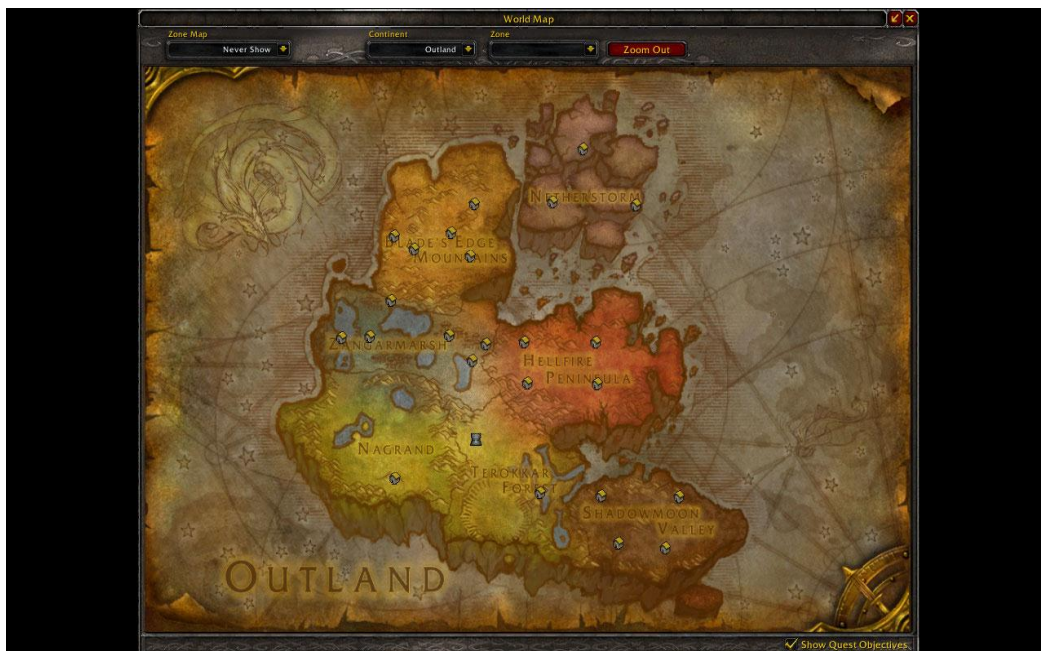 World Map
Zone Map
Continent
Zone
Never Show
Outland
Zoom Out
Netherstorm
Blade's Edge
Mountains
Zangarmarsh
Hellfire
Peninsula
Nagrand
Terokkar
Forest
Shadowmoon
Valley
Outland
Show Quest Objectives